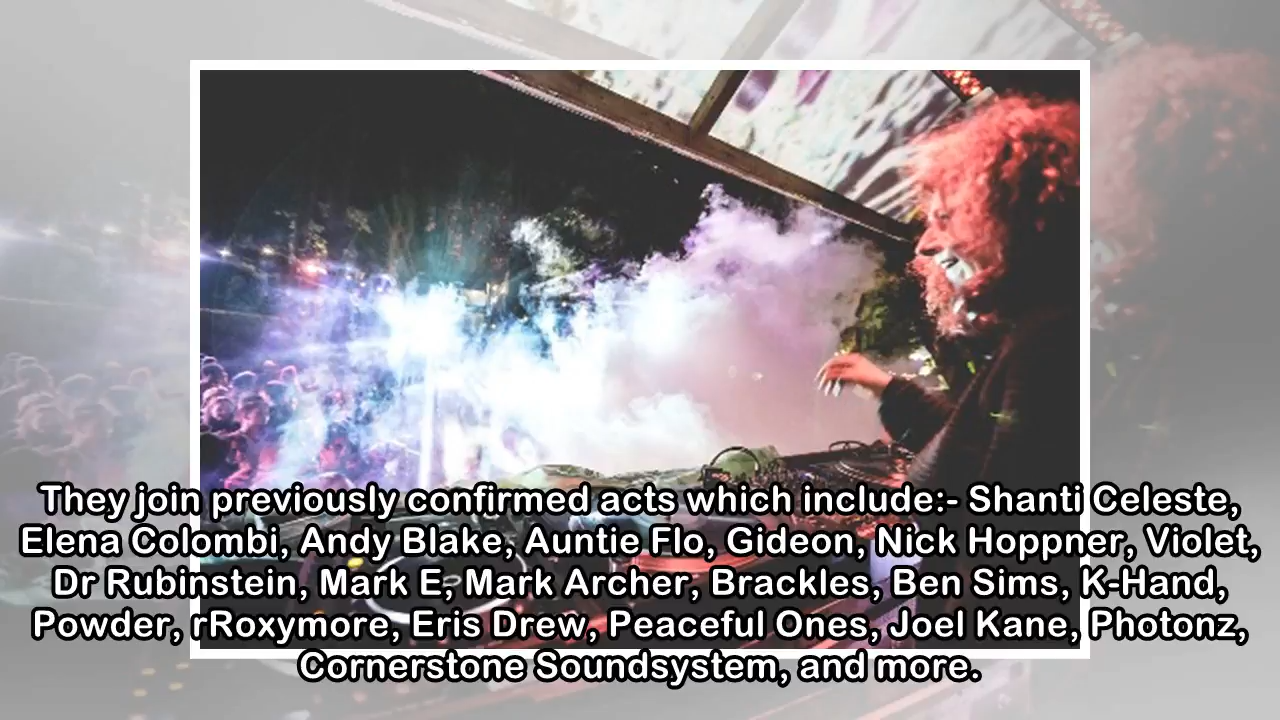 They join previously confirmed acts which include:- Shanti Celeste,
Elena Colombi, Andy Blake, Auntie Flo, Gideon, Nick Hoppner, Violet,
Dr Rubinstein, Mark E, Mark Archer, Brackles, Ben Sims, K-Hand,
Powder, rRoxymore, Eris Drew, Peaceful Ones, Joel Kane, Photonz,
Cornerstone Soundsystem, and more.